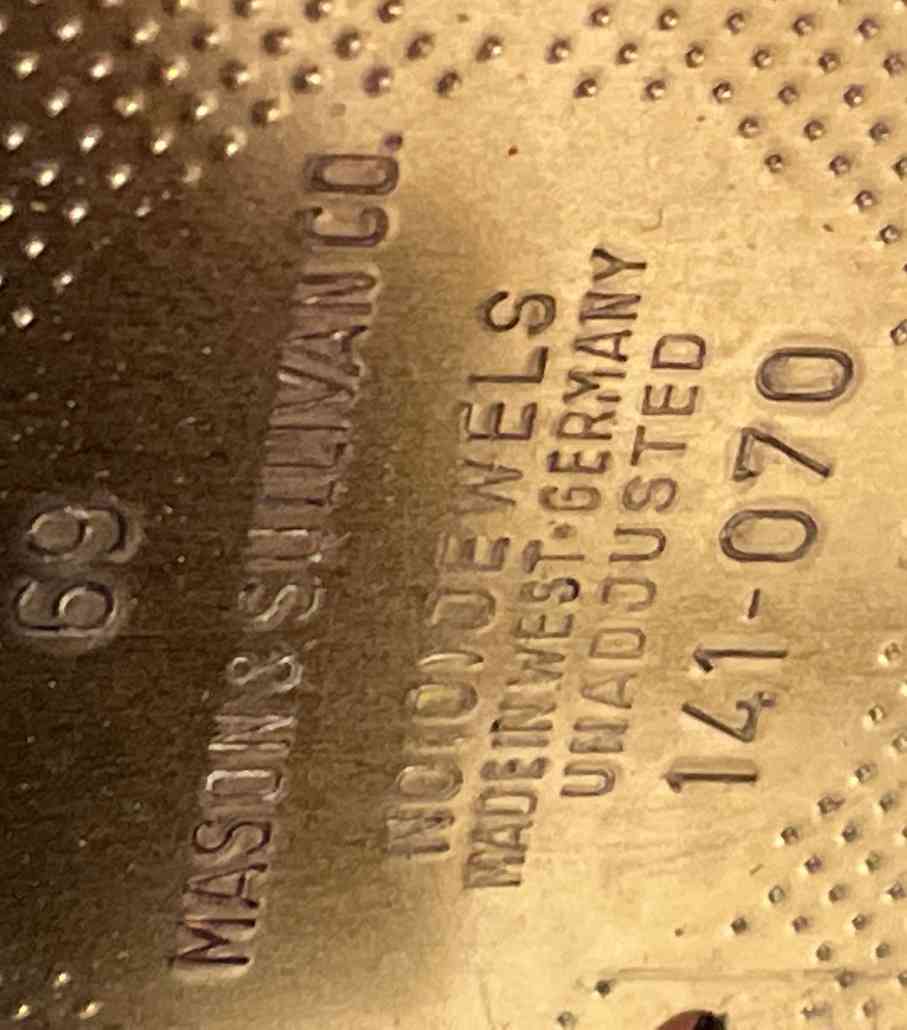 69
MASON & SULLIVAN CO.
NO (0) JEWELS
MADE IN WEST-GERMANY
UNADJUSTED
141-070